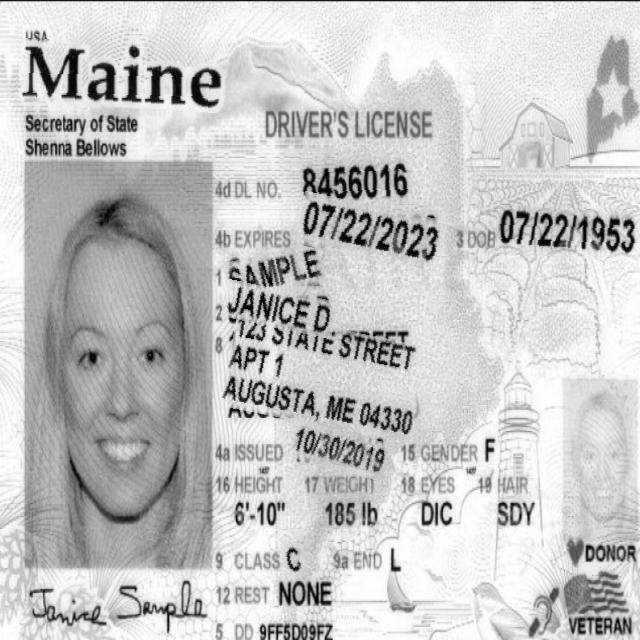 USA
Maine
Secretary of State
Shenna Bellows
DRIVER'S LICENSE
4d DL NO. 8456016
4b EXPIRES 07/22/2023 3 DOB 07/22/1953
1 SAMPLE
2 JANICE D
8 123 STATE STREET
APT 1
AUGUSTA, ME 04330
4a ISSUED 10/30/2019 15 GENDER F
16 HEIGHT 17 WEIGHT 18 EYES 19 HAIR
6'-10" 185 lb DIC SDY
9 CLASS C 9a END L
DONOR
Janice Sample 12 REST NONE
5 DD 9FF5D09FZ
VETERAN